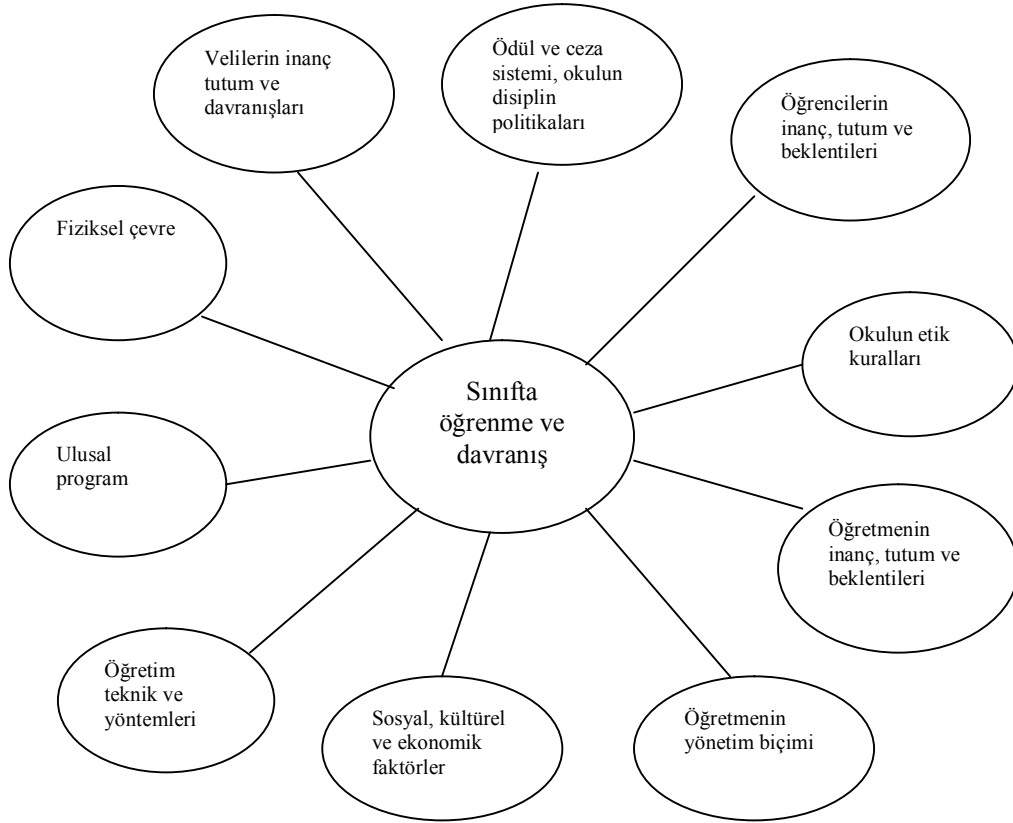 Velilerin inanç
tutum ve
davranışları
Ödül ve ceza
sistemi, okulun
disiplin
politikaları
Öğrencilerin
inanç, tutum ve
beklentileri
Fiziksel çevre
Okulun etik
kuralları
Sınıfta
öğrenme ve
davranış
Ulusal
program
Öğretmenin
inanç, tutum ve
beklentileri
Öğretim
teknik ve
yöntemleri
Sosyal, kültürel
ve ekonomik
faktörler
Öğretmenin
yönetim biçimi